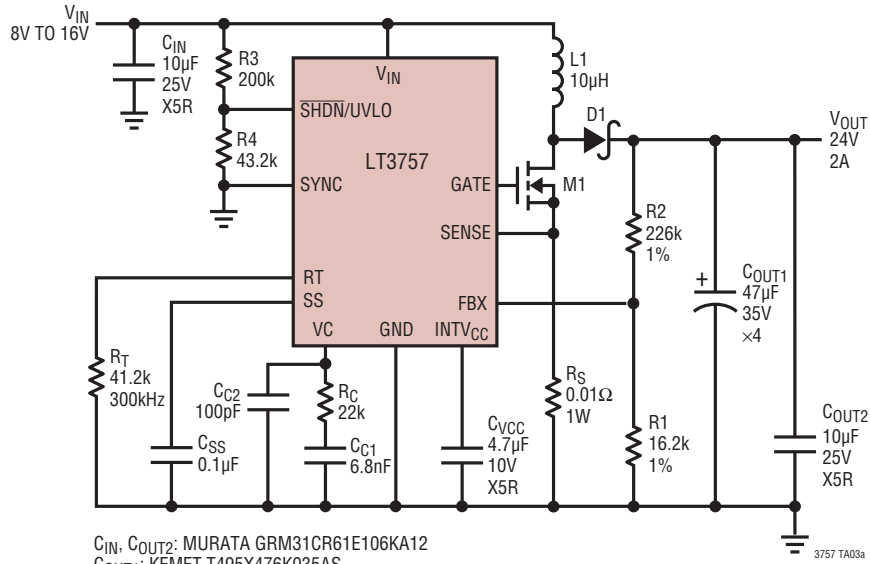 VIN
8V TO 16V
CIN
10µF
25V
X5R
R3
200k
R4
43.2k
VIN
SHDN/UVLO
LT3757
SYNC
GATE
SENSE
RT
SS
FBX
VC
GND
INTVCC
L1
10µH
D1
M1
VOUT
24V
2A
R2
226k
1%
+
COUT1
47µF
35V
×4
RT
41.2k
300kHz
CSS
0.1µF
CC2
100pF
RC
22k
CC1
6.8nF
CVCC
4.7µF
10V
X5R
RS
0.01Ω
1W
R1
16.2k
1%
COUT2
10µF
25V
X5R
CIN, COUT2: MURATA GRM31CR61E106KA12
COUT1: KEMET T495X476K035AS
3757 TA03a